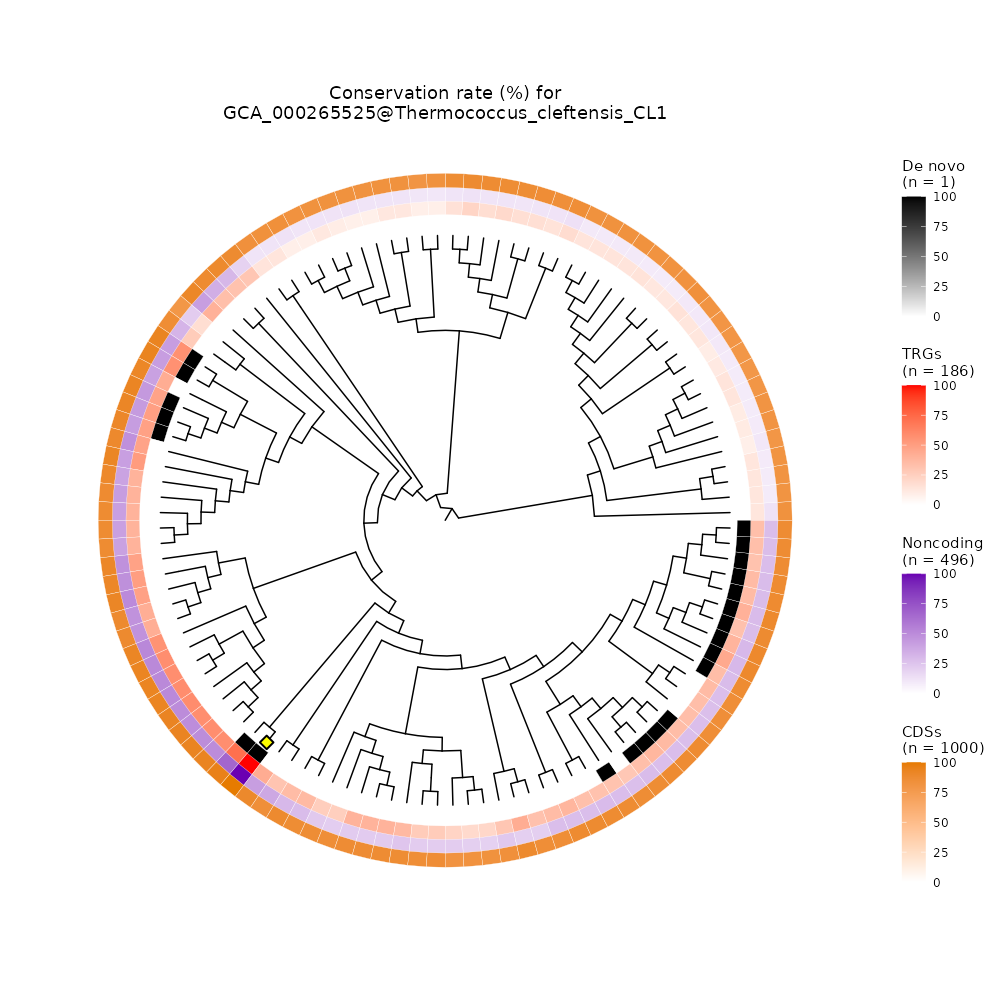 Conservation rate (%) for
GCA_000265525@Thermococcus_cleftensis_CL1
De novo
(n = 1)
100
75
50
25
0
TRGs
(n = 186)
100
75
50
25
0
Noncoding
(n = 496)
100
75
50
25
0
CDSs
(n = 1000)
100
75
50
25
0